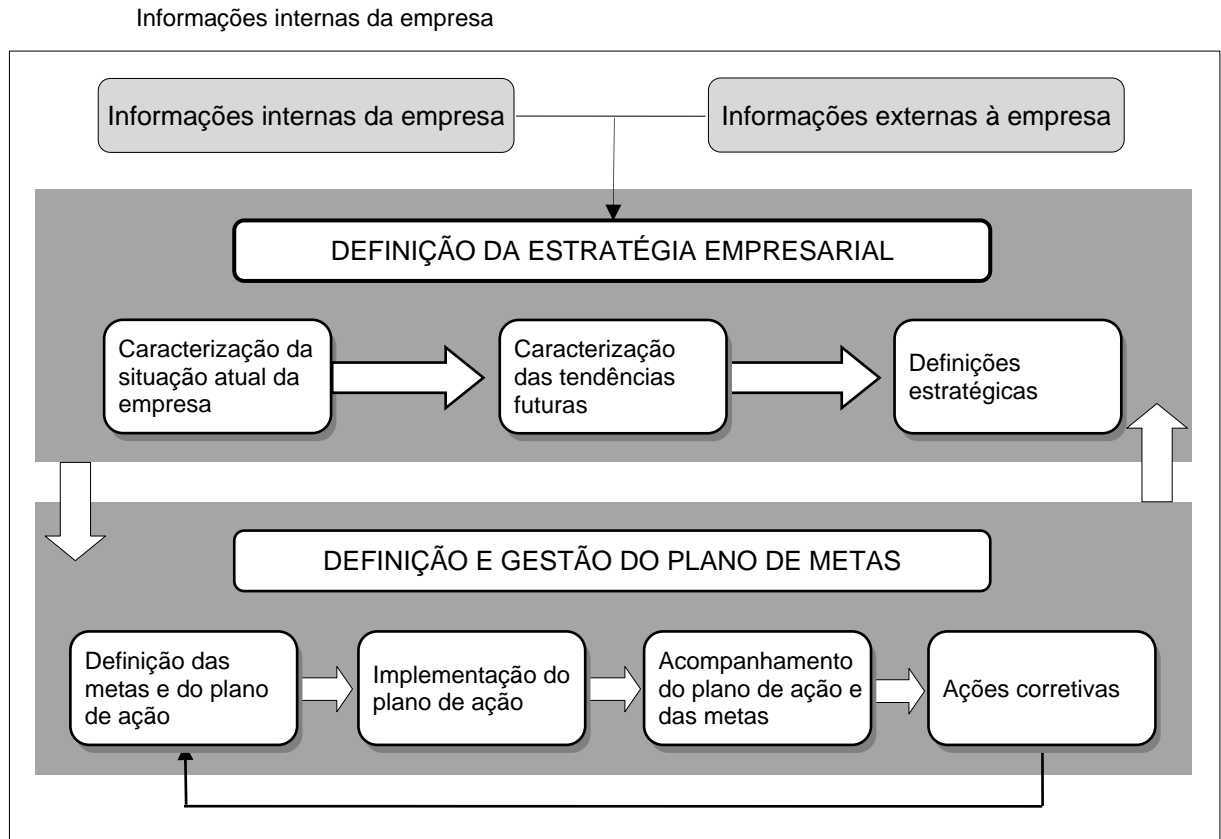 Informações internas da empresa
Informações internas da empresa
Informações externas à empresa
DEFINIÇÃO DA ESTRATÉGIA EMPRESARIAL
Caracterização da
situação atual da
empresa
Caracterização
das tendências
futuras
Definições
estratégicas
DEFINIÇÃO E GESTÃO DO PLANO DE METAS
Definição das
metas e do plano
de ação
Implementação do
plano de ação
Acompanhamento
do plano de ação e
das metas
Ações corretivas